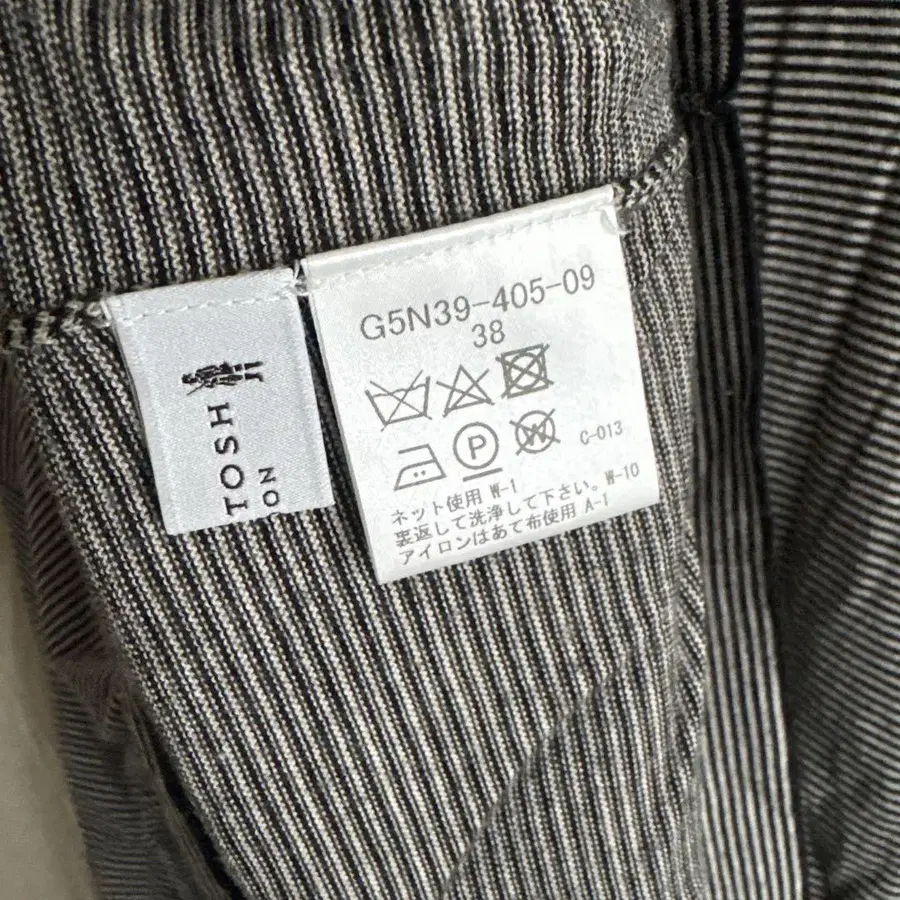 TOSH
ON
G5N39-405-09
38
P
W
C-013
ネット使用 W-1
裏返して洗浄して下さい。W-10
アイロンはあて布使用 A-1